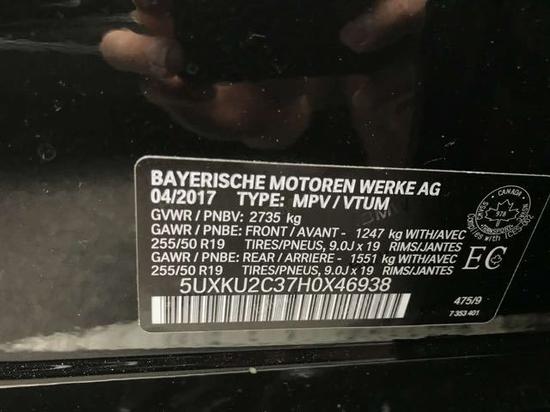 BAYERISCHE MOTOREN WERKE AG
04/2017 TYPE: MPV / VTUM
GVWR / PNBV: 2735 kg
GAWR / PNBE: FRONT / AVANT - 1247 kg WITH/AVEC
255/50 R19 TIRES/PNEUS, 9.0J x 19 RIMS/JANTES
GAWR / PNBE: REAR / ARRIERE - 1551 kg WITH/AVEC
255/50 R19 TIRES/PNEUS, 9.0J x 19 RIMS/JANTES
EC
5UXKU2C37H0X46938
475/9
7 353 401
CANADA
978
TRANSPORT